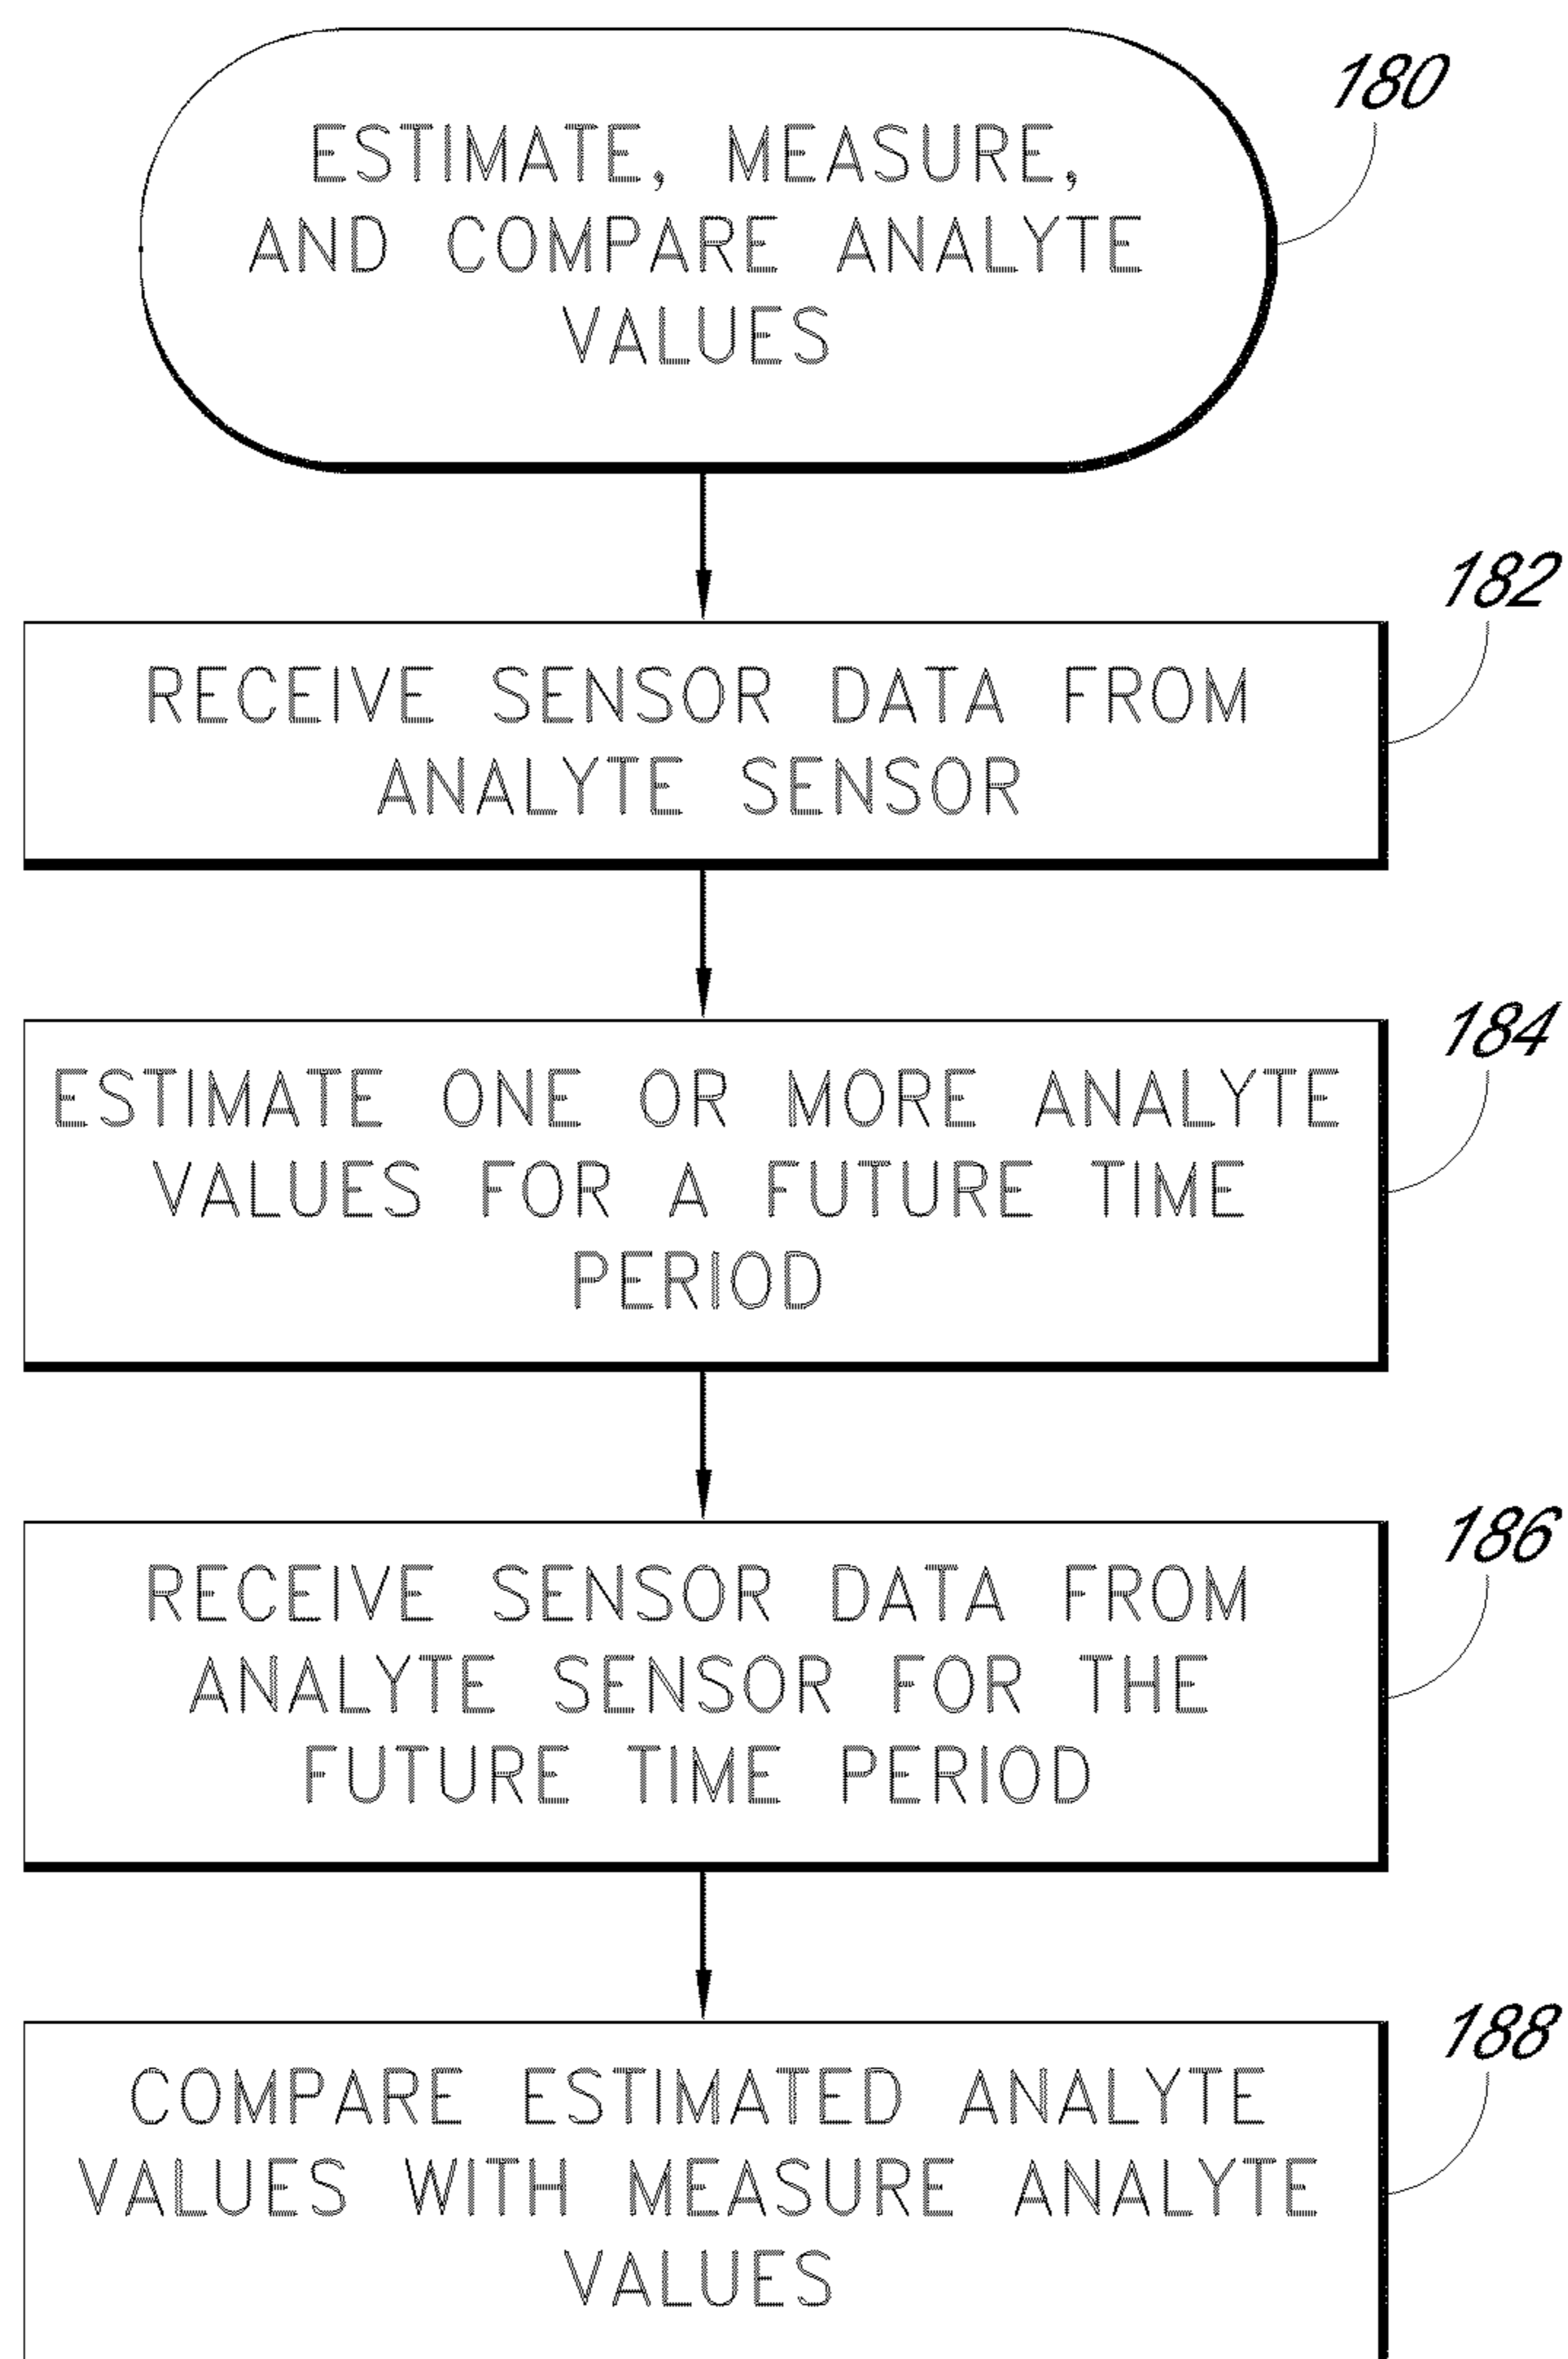 180
ESTIMATE, MEASURE,
AND COMPARE ANALYTE
VALUES
182
RECEIVE SENSOR DATA FROM
ANALYTE SENSOR
184
ESTIMATE ONE OR MORE ANALYTE
VALUES FOR A FUTURE TIME
PERIOD
186
RECEIVE SENSOR DATA FROM
ANALYTE SENSOR FOR THE
FUTURE TIME PERIOD
188
COMPARE ESTIMATED ANALYTE
VALUES WITH MEASURE ANALYTE
VALUES